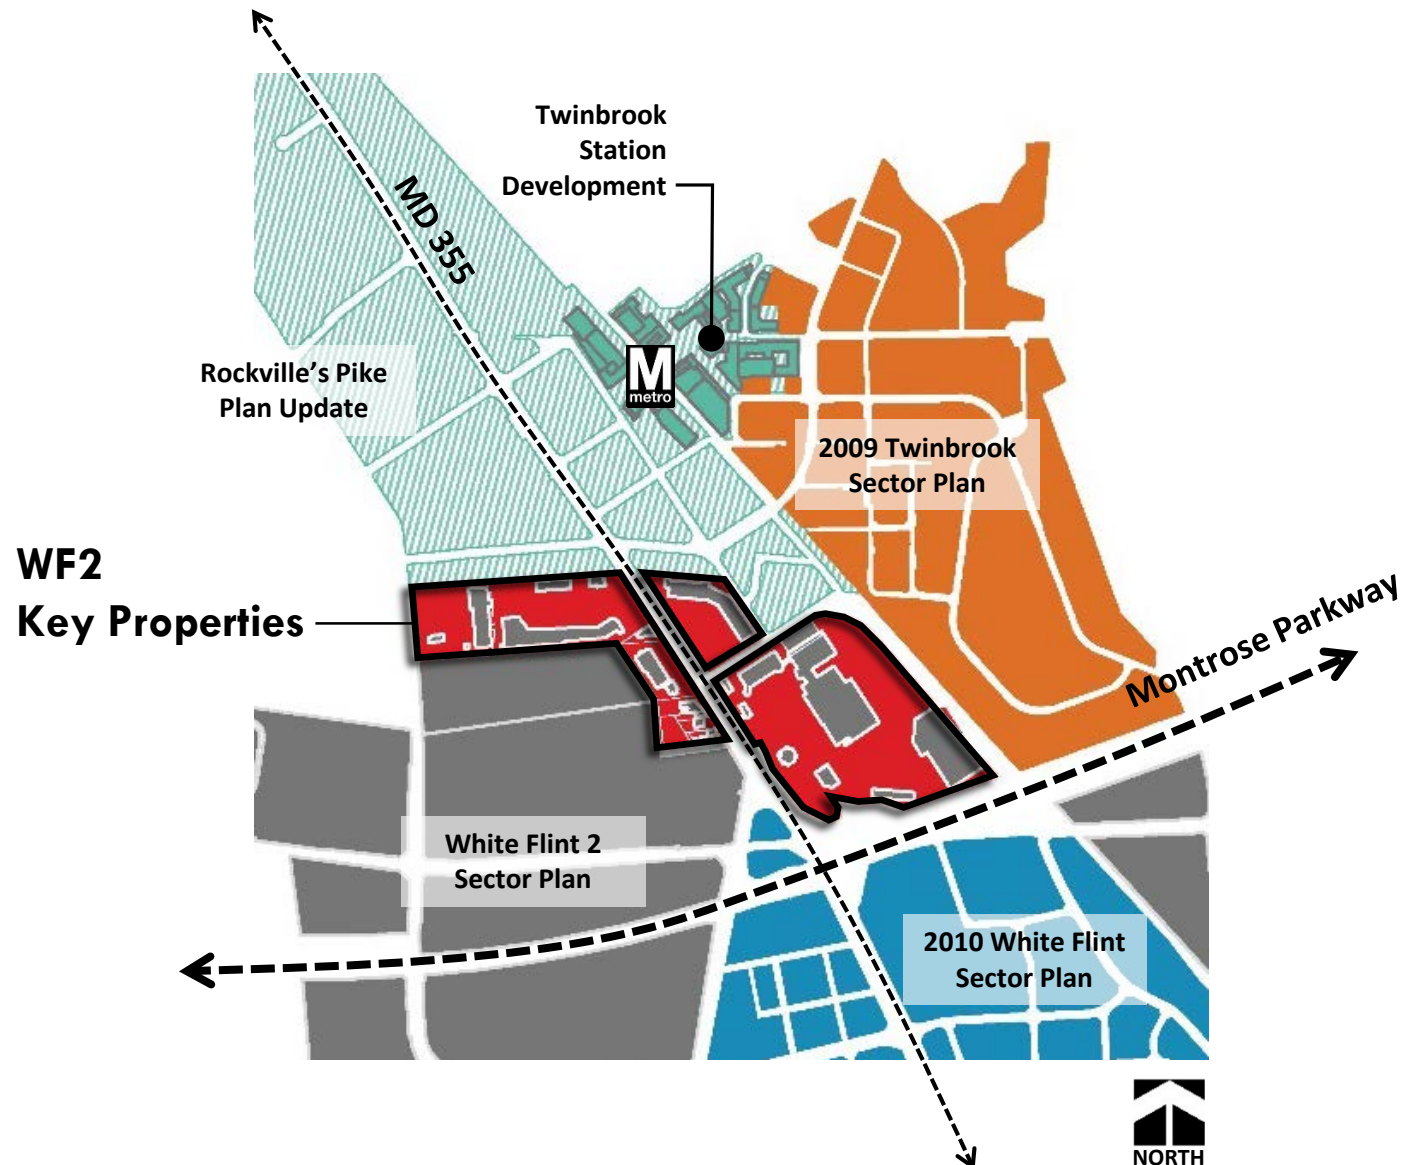 Twinbrook
Station
Development
MD 355
Rockville's Pike
Plan Update
M
metro
2009 Twinbrook
Sector Plan
WF2
Key Properties
Montrose Parkway
White Flint 2
Sector Plan
2010 White Flint
Sector Plan
NORTH